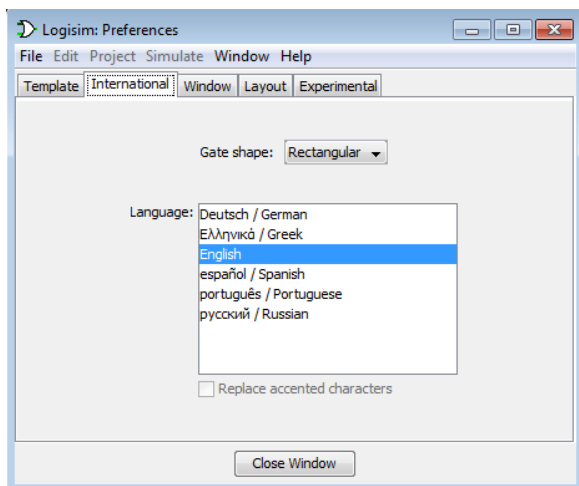 Logisim: Preferences
File Edit Project Simulate Window Help
Template International Window Layout Experimental
Gate shape: Rectangular
Language: Deutsch / German
Ελληνικά / Greek
English
español / Spanish
português / Portuguese
русский / Russian
Replace accented characters
Close Window